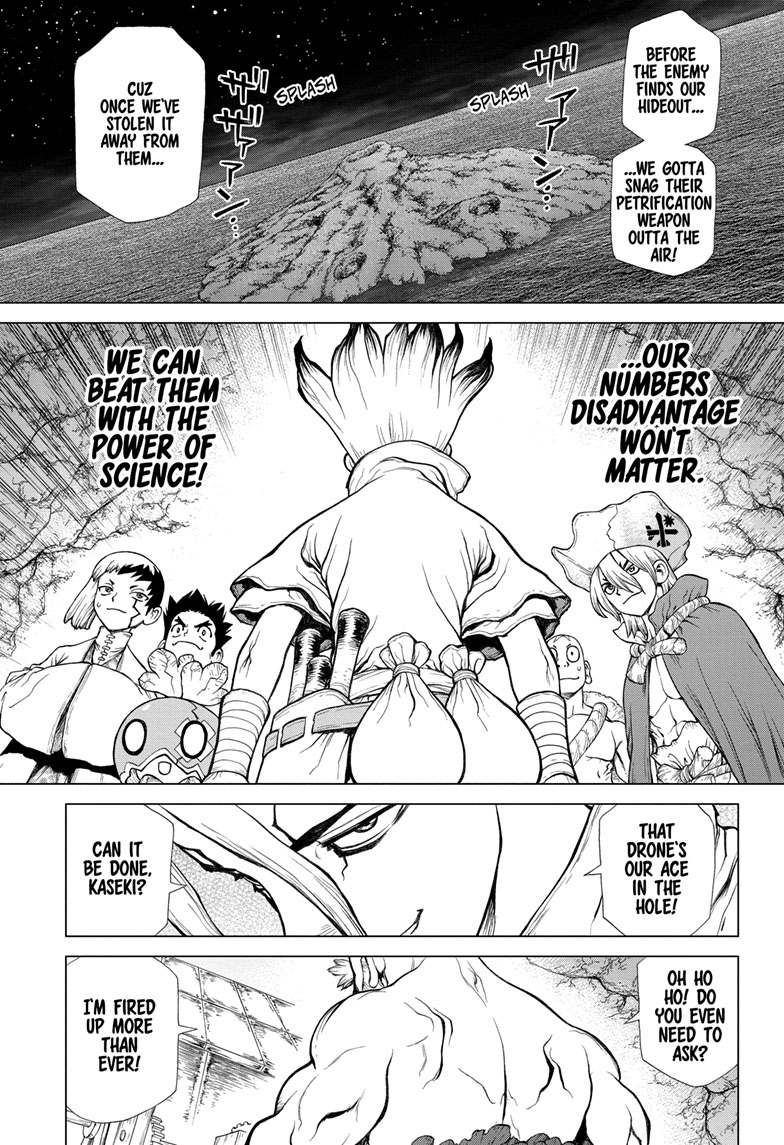 BEFORE
THE ENEMY
FINDS OUR
HIDEOUT...
...WE GOTTA
SNAG THEIR
PETRIFICATION
WEAPON
OUTTA THE
AIR!
ザザァアン...
SPLASH
SPLASH
ザザァアン...
CUZ
ONCE WE'VE
STOLEN IT
AWAY FROM
THEM...
...OUR
NUMBERS
DISADVANTAGE
WON'T
MATTER.
WE CAN
BEAT THEM
WITH THE
POWER OF
SCIENCE!
THAT
DRONE'S
OUR ACE
IN THE
HOLE!
CAN IT
BE DONE,
KASEKI?
OH HO
HO! DO
YOU EVEN
NEED TO
ASK?
I'M FIRED
UP MORE
THAN
EVER!